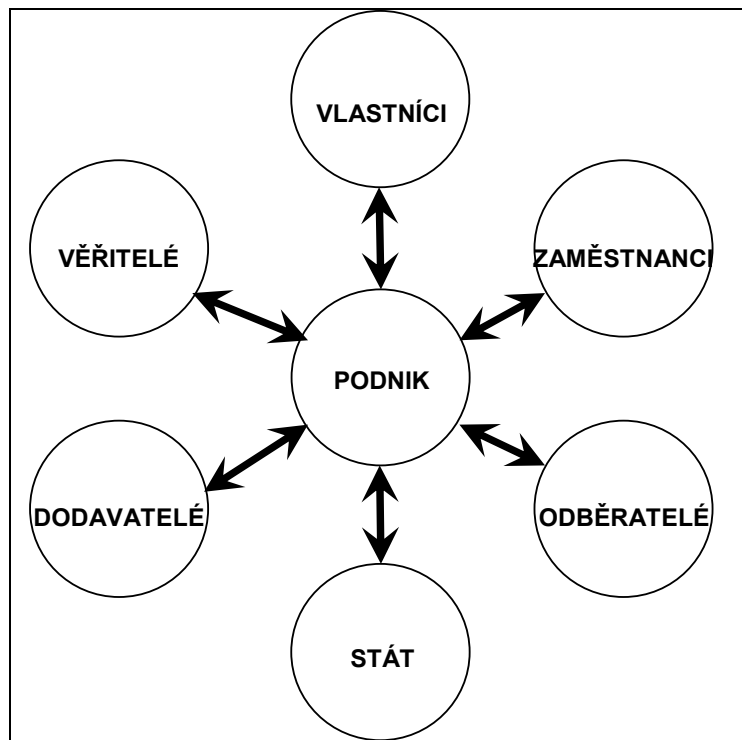 VLASTNÍCI
VĚŘITELÉ
ZAMĚSTNANCI
PODNIK
DODAVATELÉ
ODBĚRATELÉ
STÁT